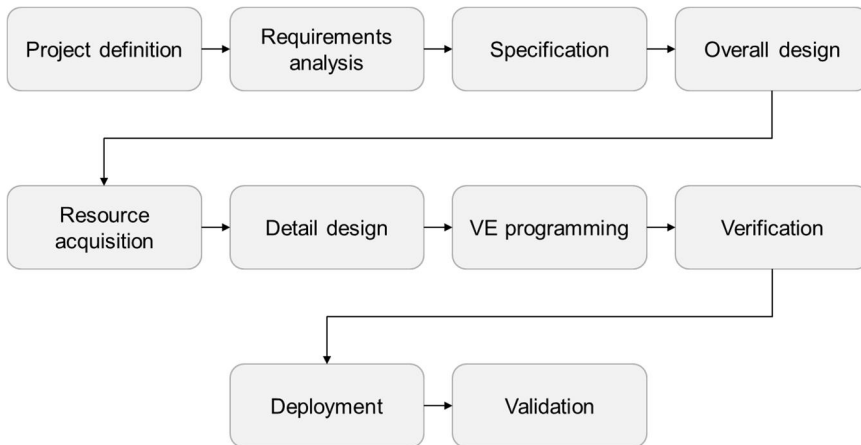 Project definition
Requirements
analysis
Specification
Overall design
Resource
acquisition
Detail design
VE programming
Verification
Deployment
Validation